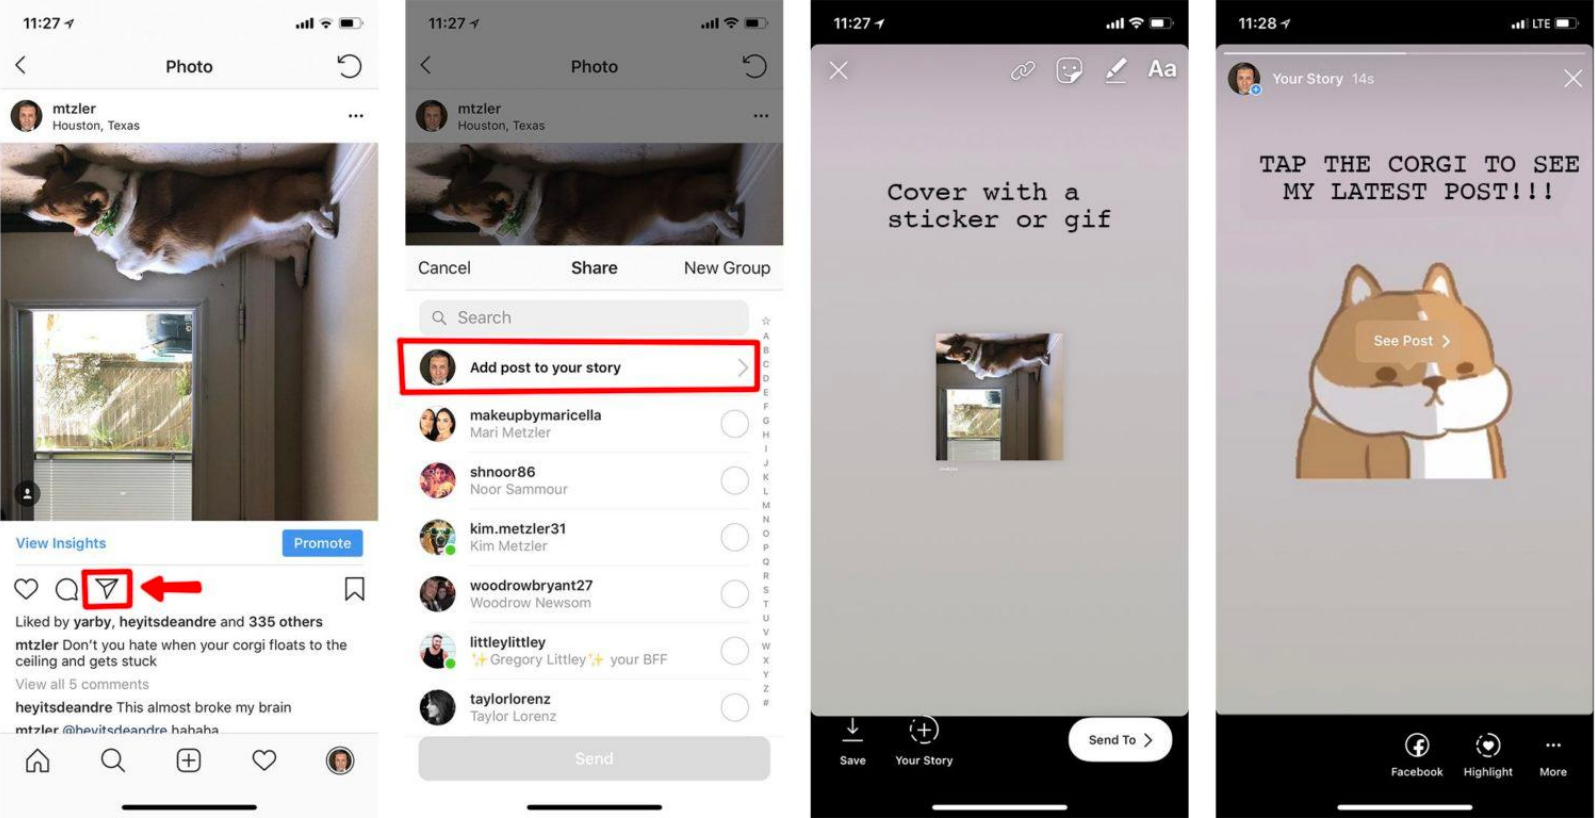 11:27
Photo
mtzler
Houston, Texas
View Insights
Promote
Liked by yarby, heyitsdeandre and 335 others
mtzler Don't you hate when your corgi floats to the
ceiling and gets stuck
View all 5 comments
heyitsdeandre This almost broke my brain
mtzler @heyitsdeandre hahaha
11:27
Photo
mtzler
Houston, Texas
Cancel
Share
New Group
Search
Add post to your story
makeupbymaricella
Mari Metzler
shnoor86
Noor Sammour
kim.metzler31
Kim Metzler
woodrowbryant27
Woodrow Newsom
littleylittley
✨Gregory Littley✨ your BFF
taylorlorenz
Taylor Lorenz
A
B
C
D
E
F
G
H
I
J
K
L
M
N
O
P
Q
R
S
T
U
V
W
X
Y
Z
#
Send
11:27
Aa
Cover with a
sticker or gif
Save
Your Story
Send To
11:28
LTE
Your Story 14s
TAP THE CORGI TO SEE
MY LATEST POST!!!
See Post
Facebook
Highlight
More